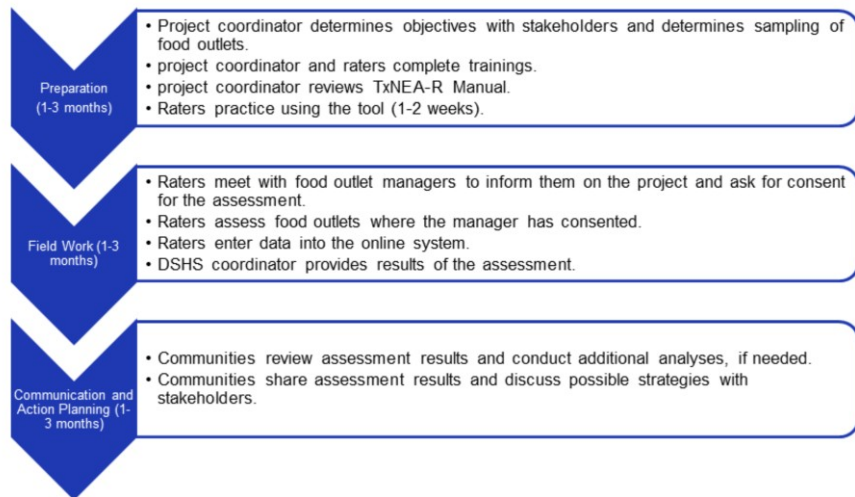 Preparation
(1-3 months)
• Project coordinator determines objectives with stakeholders and determines sampling of
food outlets.
• project coordinator and raters complete trainings.
• project coordinator reviews TxNEA-R Manual.
• Raters practice using the tool (1-2 weeks).
Field Work (1-3
months)
• Raters meet with food outlet managers to inform them on the project and ask for consent
for the assessment.
• Raters assess food outlets where the manager has consented.
• Raters enter data into the online system.
• DSHS coordinator provides results of the assessment.
Communication and
Action Planning (1-
3 months)
• Communities review assessment results and conduct additional analyses, if needed.
• Communities share assessment results and discuss possible strategies with
stakeholders.